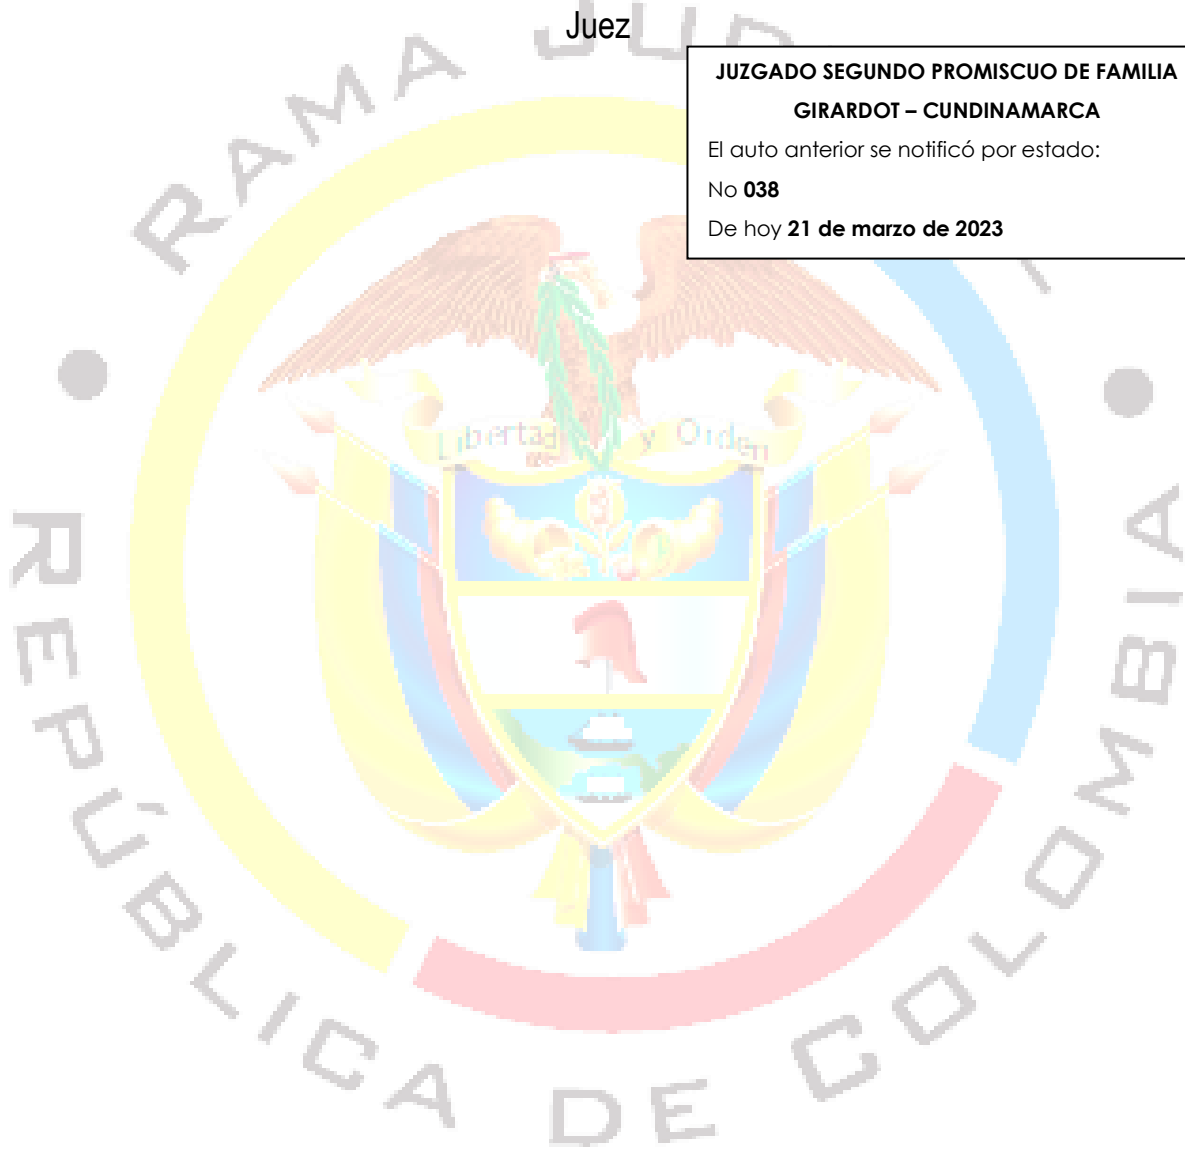 Juez
JUZGADO SEGUNDO PROMISCUO DE FAMILIA
GIRARDOT – CUNDINAMARCA
El auto anterior se notificó por estado:
No 038
De hoy 21 de marzo de 2023
RAMA JUD
Libertad y Orden
REPÚBLICA DE COLOMBIA